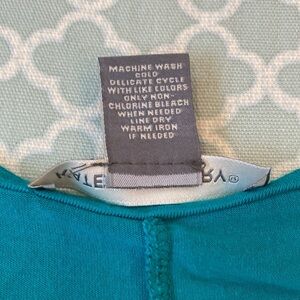 MACHINE WASH
COLD
DELICATE CYCLE
WITH LIKE COLORS
ONLY NON-
CHLORINE BLEACH
WHEN NEEDED
LINE DRY
WARM IRON
IF NEEDED